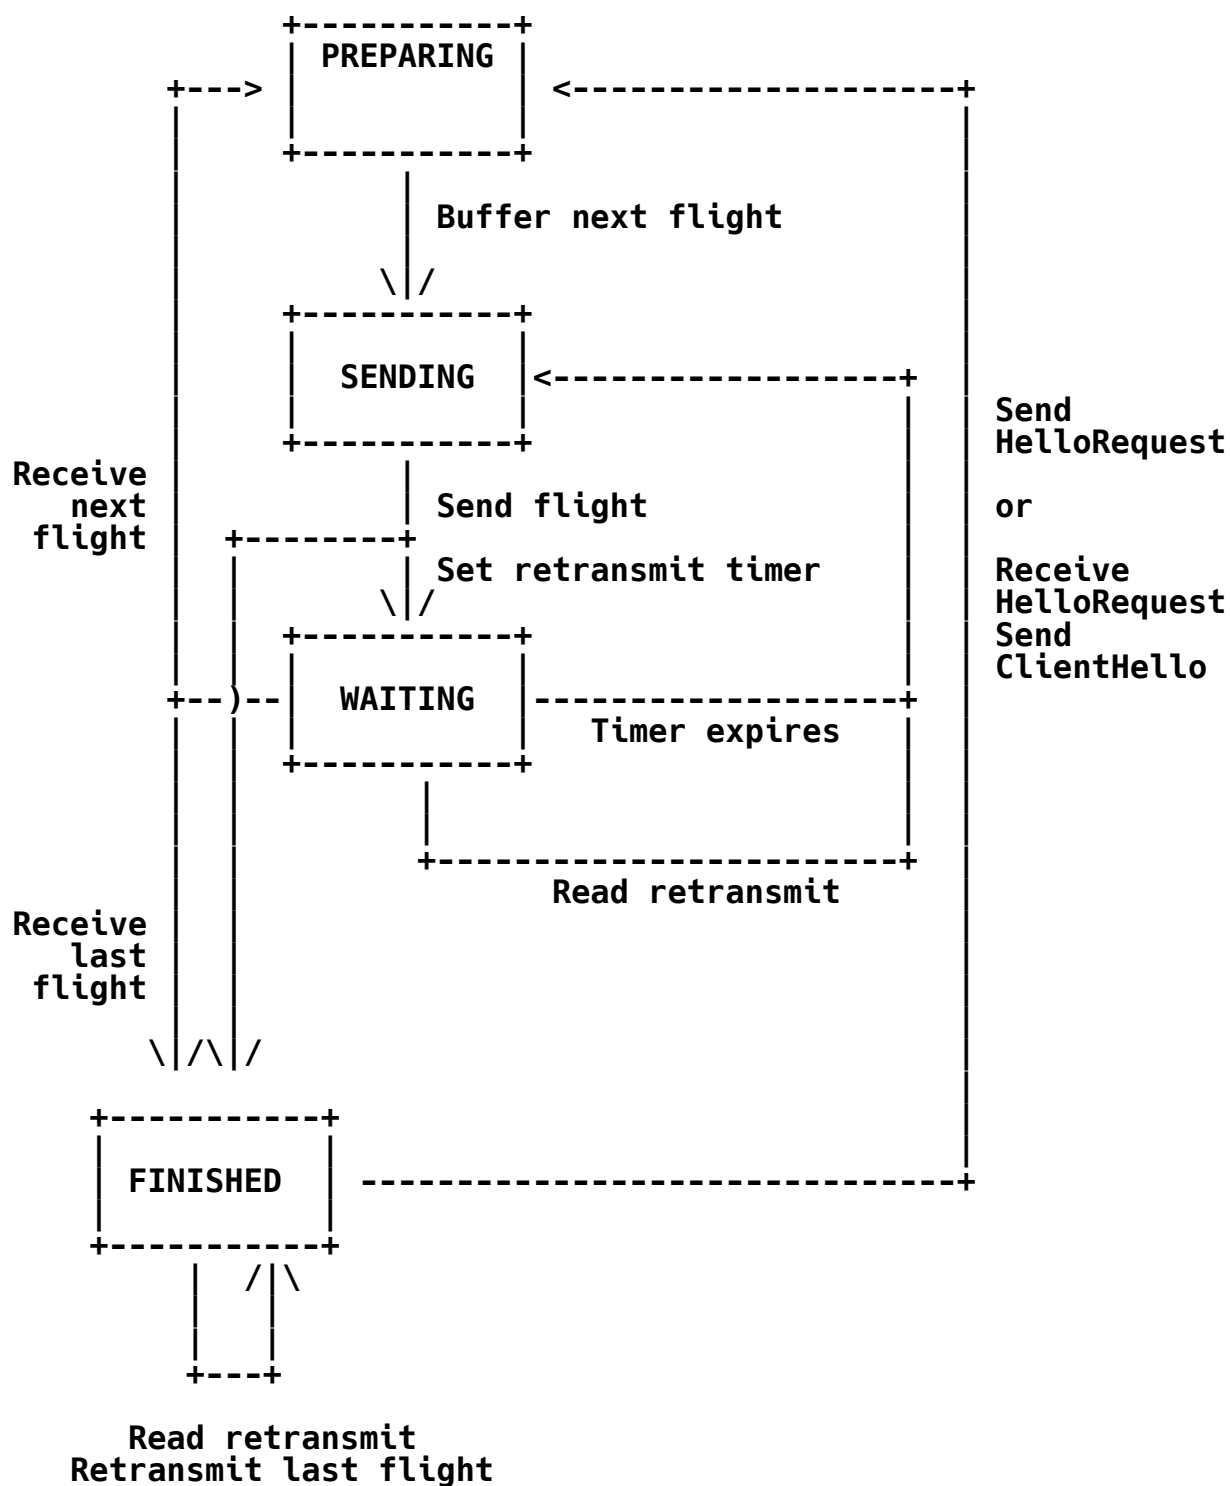 PREPARING
Buffer next flight
SENDING
Send
HelloRequest
Receive
next
flight
Send flight
or
Set retransmit timer
Receive
HelloRequest
Send
ClientHello
WAITING
Timer expires
Read retransmit
Receive
last
flight
FINISHED
Read retransmit
Retransmit last flight